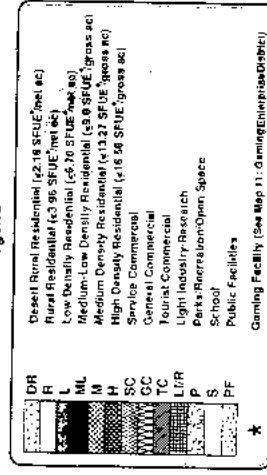 DR Desert Rural Residential (≤2.18 SFUE*/net ac)
R Rural Residential (≤3.96 SFUE*/net ac)
L Low Density Residential (≤6.70 SFUE*/net ac)
ML Medium-Low Density Residential (≤9.0 SFUE*/gross ac)
M Medium Density Residential (≤13.27 SFUE*/gross ac)
H High Density Residential (≤16.58 SFUE*/gross ac)
SC Service Commercial
GC General Commercial
TC Tourist Commercial
LI/R Light Industry/Research
P Parks/Recreation/Open Space
S School
PF Public Facilities
★ Gaming Facility (See Map 11: Gaming Enterprise District)